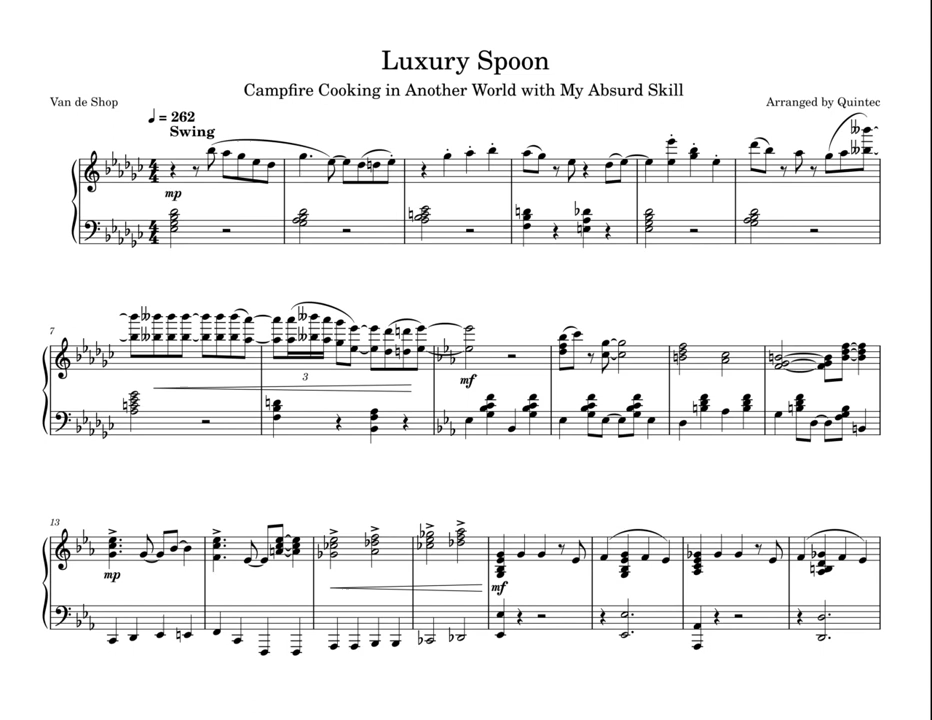 Luxury Spoon
Campfire Cooking in Another World with My Absurd Skill
Van de Shop
Arranged by Quintec
= 262
Swing
mp
7
3
mf
13
mp
mf